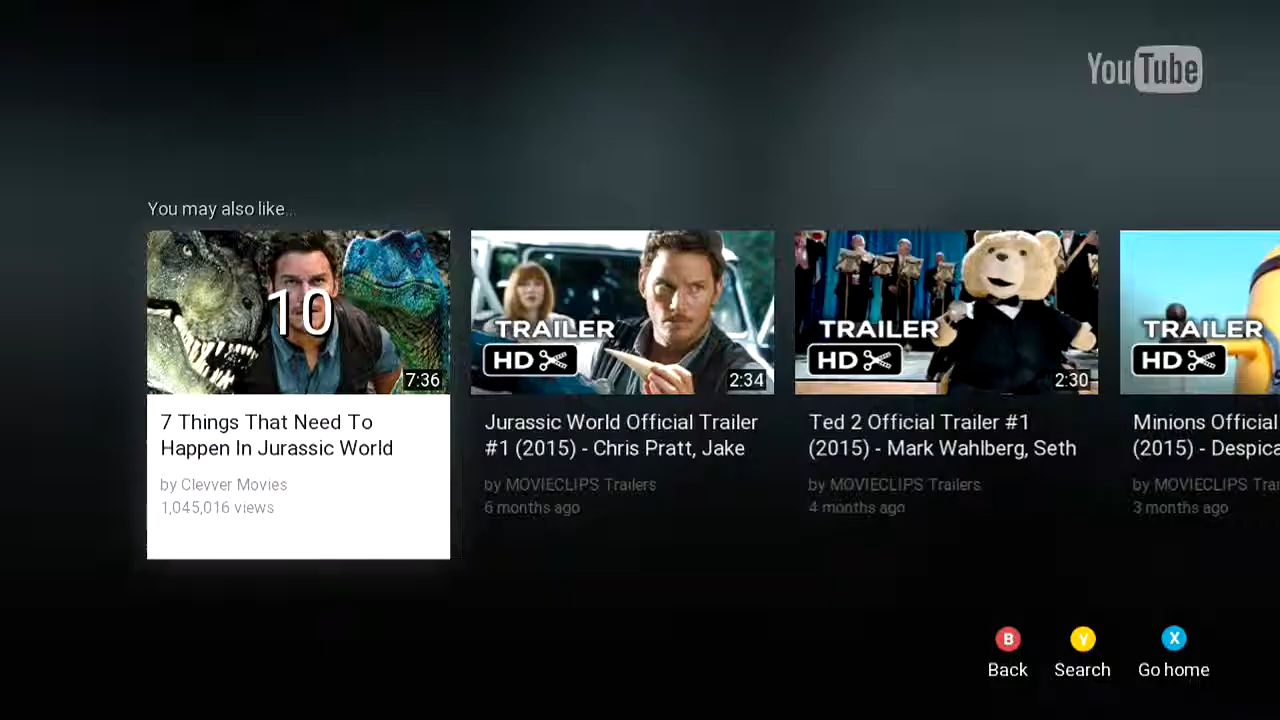 YouTube
You may also like...
10
7:36
7 Things That Need To
Happen In Jurassic World
by Clevver Movies
1,045,016 views
TRAILER
HD
2:34
Jurassic World Official Trailer
#1 (2015) - Chris Pratt, Jake
by MOVIECLIPS Trailers
6 months ago
TRAILER
HD
2:30
Ted 2 Official Trailer #1
(2015) - Mark Wahlberg, Seth
by MOVIECLIPS Trailers
4 months ago
TRAILER
HD
Minions Official
(2015) - Despica
by MOVIECLIPS Trai
3 months ago
B
Back
Y
Search
X
Go home